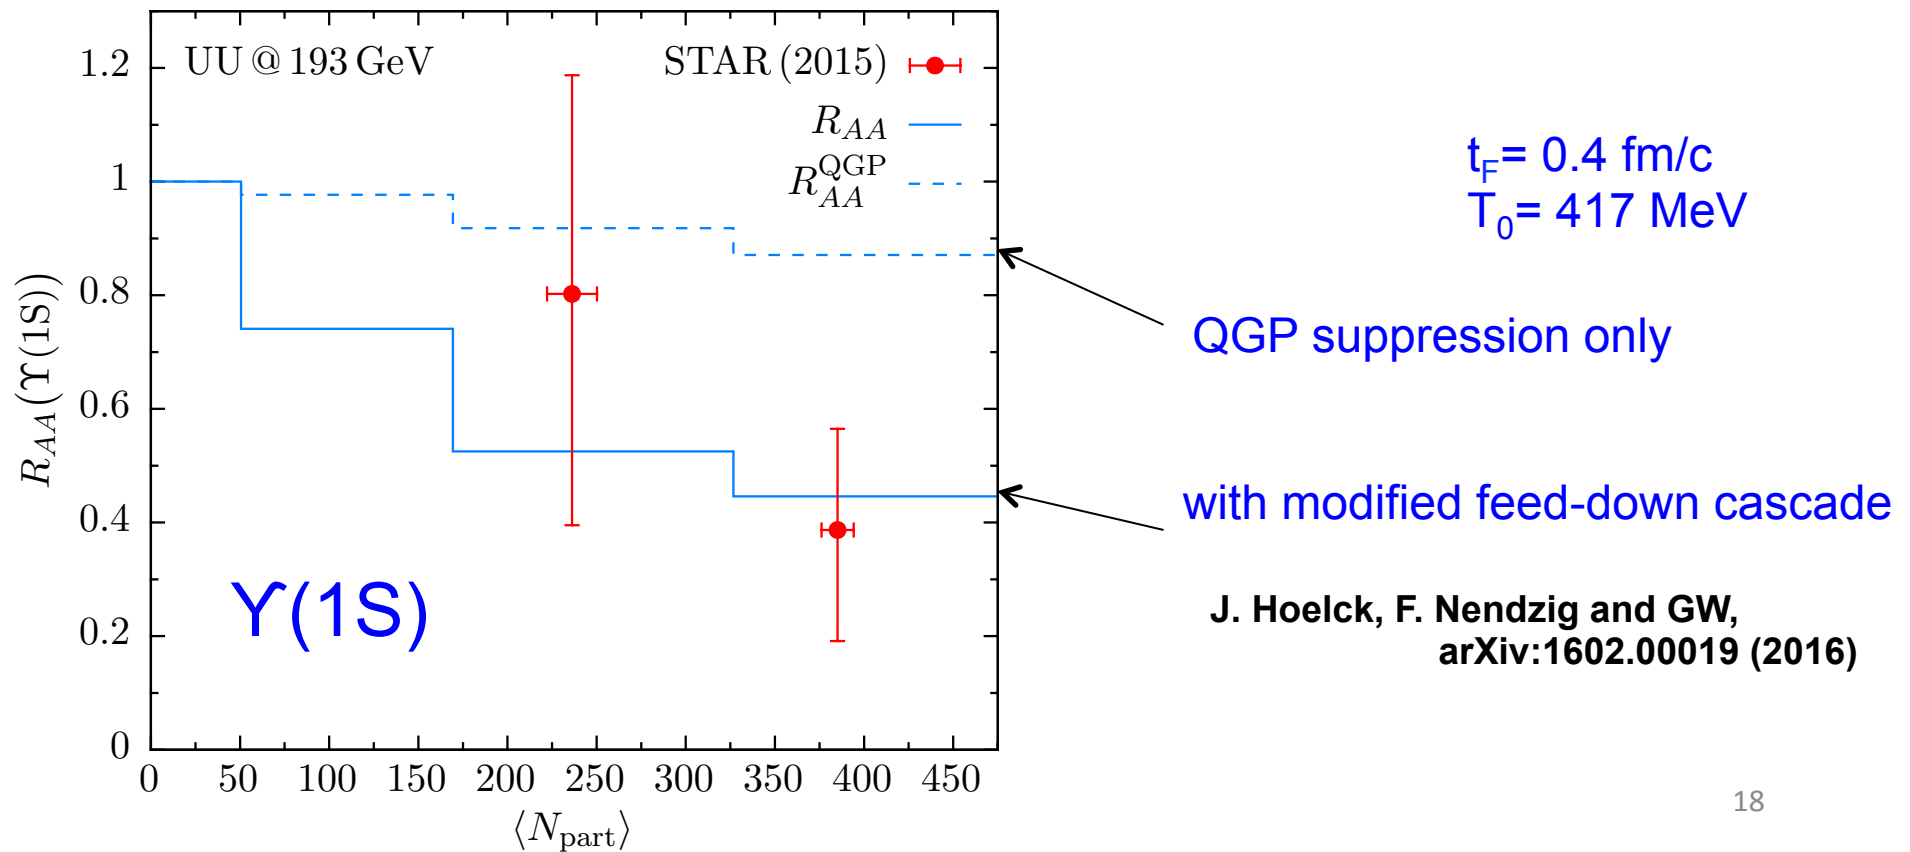 UU @ 193 GeV
STAR (2015)
R_AA
R_AA^QGP
1.2
1
0.8
0.6
0.4
0.2
0
R_AA(ϒ(1S))
ϒ(1S)
0 50 100 150 200 250 300 350 400 450
⟨N_part⟩
t_F= 0.4 fm/c
T_0= 417 MeV
QGP suppression only
with modified feed-down cascade
J. Hoelck, F. Nendzig and GW,
arXiv:1602.00019 (2016)
18